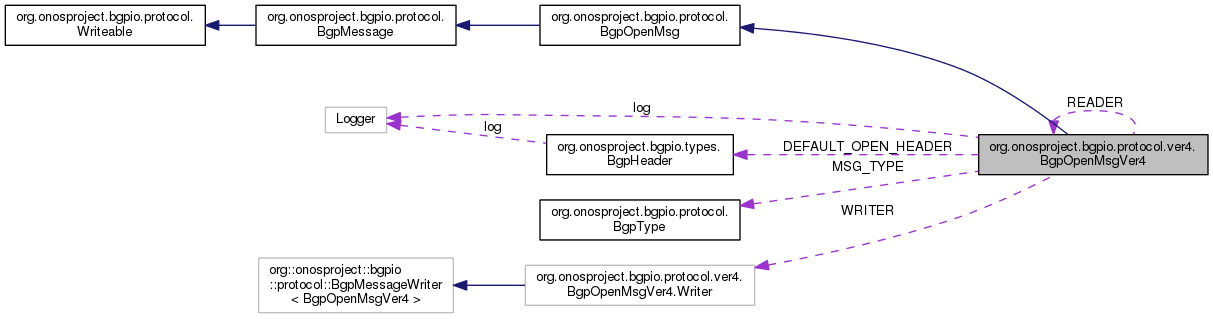 org.onosproject.bgpio.protocol.
Writeable
org.onosproject.bgpio.protocol.
BgpMessage
org.onosproject.bgpio.protocol.
BgpOpenMsg
READER
log
Logger
log
org.onosproject.bgpio.types.
BgpHeader
DEFAULT_OPEN_HEADER
org.onosproject.bgpio.protocol.ver4.
BgpOpenMsgVer4
MSG_TYPE
org.onosproject.bgpio.protocol.
BgpType
WRITER
org::onosproject::bgpio
::protocol::BgpMessageWriter
< BgpOpenMsgVer4 >
org.onosproject.bgpio.protocol.ver4.
BgpOpenMsgVer4.Writer